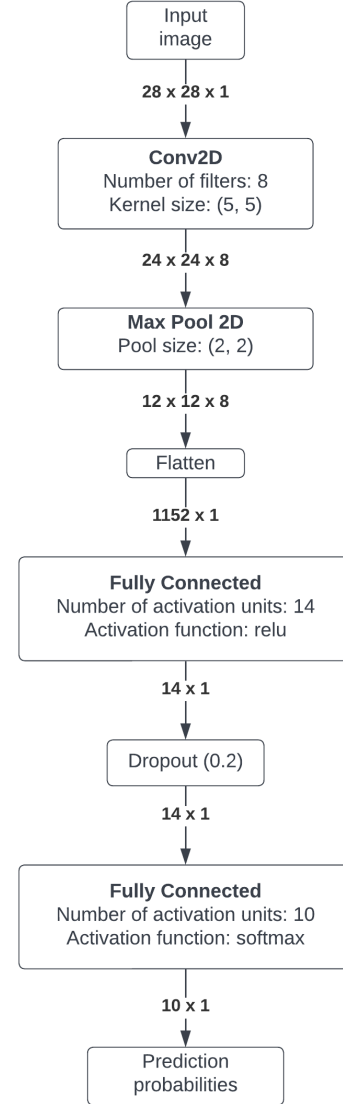 Input
image
28 x 28 x 1
Conv2D
Number of filters: 8
Kernel size: (5, 5)
24 x 24 x 8
Max Pool 2D
Pool size: (2, 2)
12 x 12 x 8
Flatten
1152 x 1
Fully Connected
Number of activation units: 14
Activation function: relu
14 x 1
Dropout (0.2)
14 x 1
Fully Connected
Number of activation units: 10
Activation function: softmax
10 x 1
Prediction
probabilities